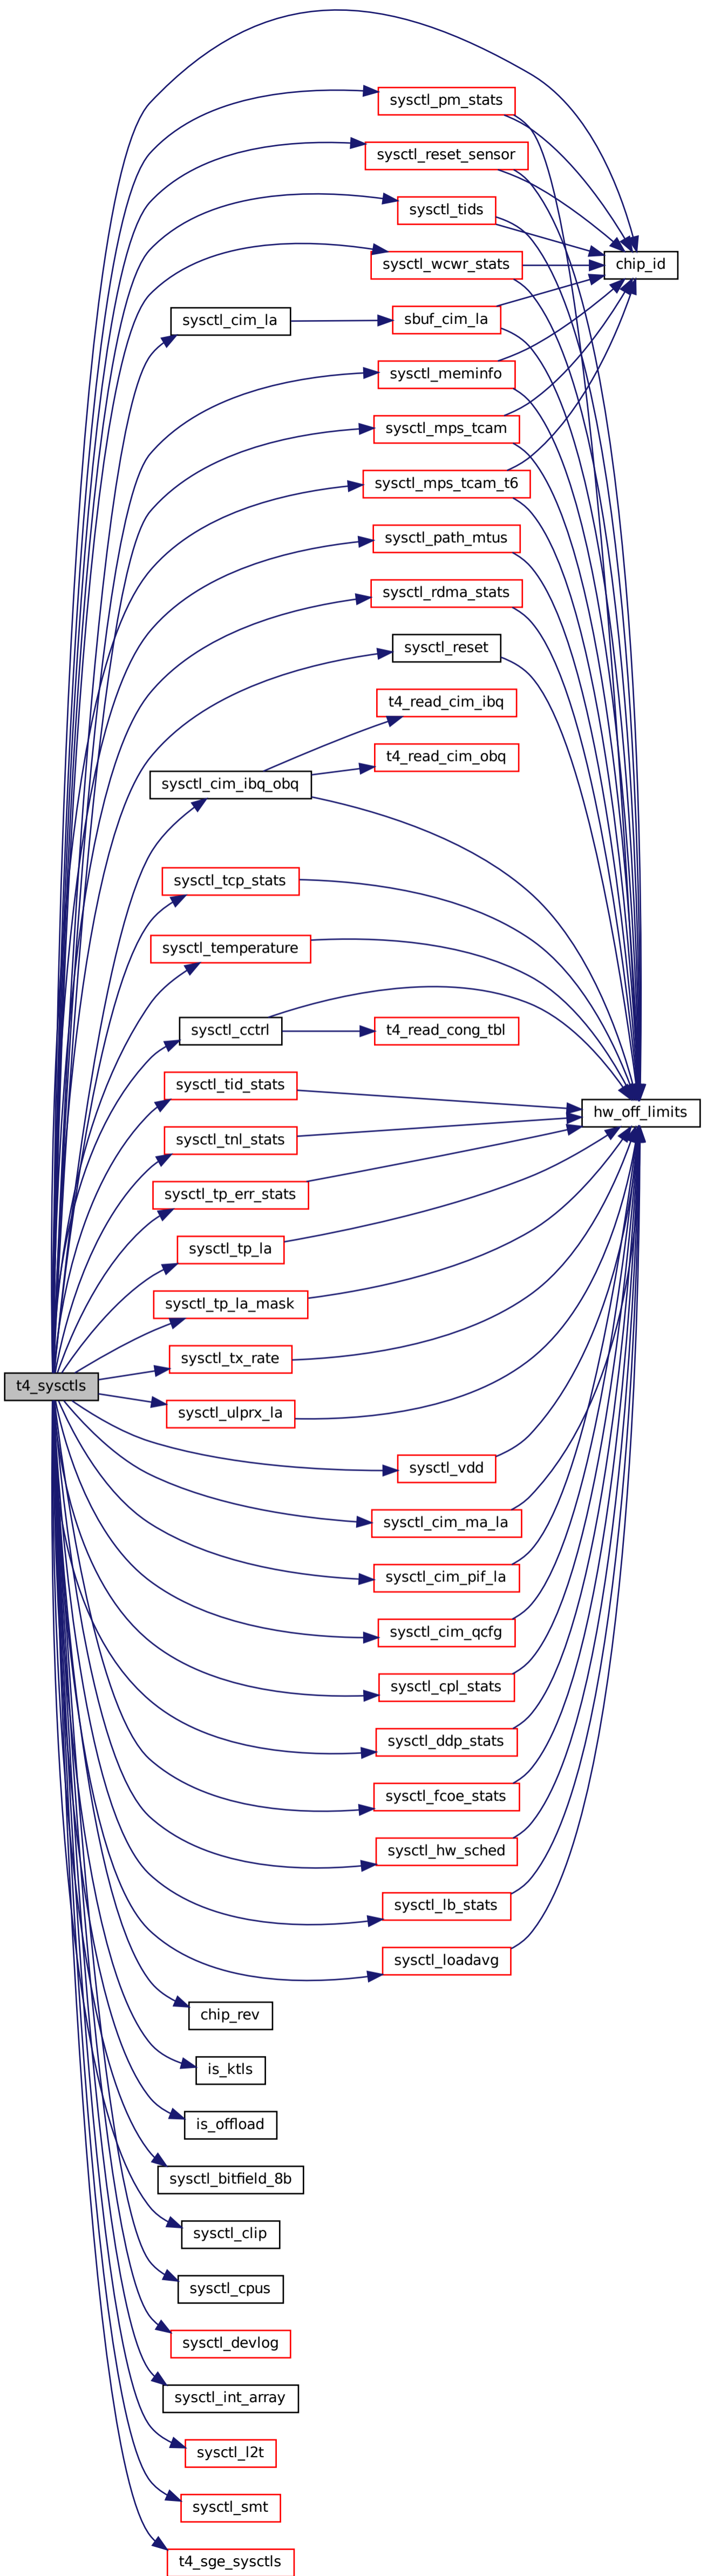 sysctl_pm_stats
sysctl_reset_sensor
sysctl_tids
sysctl_wcwr_stats
chip_id
sysctl_cim_la
sbuf_cim_la
sysctl_meminfo
sysctl_mps_tcam
sysctl_mps_tcam_t6
sysctl_path_mtus
sysctl_rdma_stats
sysctl_reset
t4_read_cim_ibq
t4_read_cim_obq
sysctl_cim_ibq_obq
sysctl_tcp_stats
sysctl_temperature
sysctl_cctrl
t4_read_cong_tbl
sysctl_tid_stats
hw_off_limits
sysctl_tnl_stats
sysctl_tp_err_stats
sysctl_tp_la
sysctl_tp_la_mask
sysctl_tx_rate
t4_sysctls
sysctl_ulprx_la
sysctl_vdd
sysctl_cim_ma_la
sysctl_cim_pif_la
sysctl_cim_qcfg
sysctl_cpl_stats
sysctl_ddp_stats
sysctl_fcoe_stats
sysctl_hw_sched
sysctl_lb_stats
sysctl_loadavg
chip_rev
is_ktls
is_offload
sysctl_bitfield_8b
sysctl_clip
sysctl_cpus
sysctl_devlog
sysctl_int_array
sysctl_l2t
sysctl_smt
t4_sge_sysctls